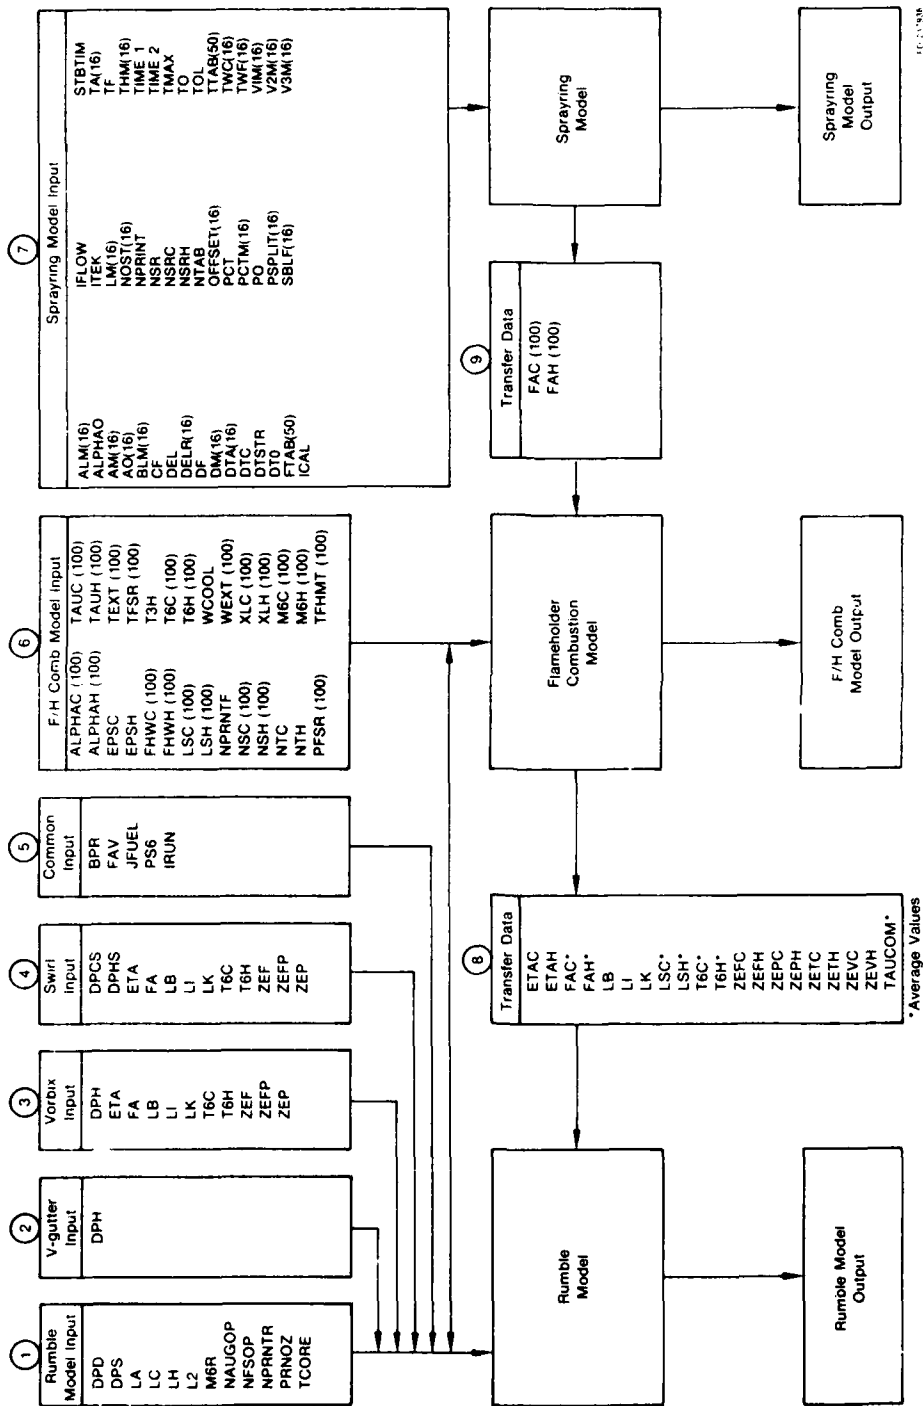 1
Rumble
Model Input
DPD
DPS
LA
LC
LH
L2
M6R
NAUGOP
NFSOP
NPRNTR
PRNOZ
TCORE
2
V-gutter
Input
DPH
3
Vorbix
Input
DPH
ETA
FA
LB
LI
LK
T6C
T6H
ZEF
ZEFP
ZEP
4
Swirl
Input
DPCS
DPHS
ETA
FA
LB
LI
LK
T6C
T6H
ZEF
ZEFP
ZEP
5
Common
Input
BPR
FAV
JFUEL
PS6
IRUN
6
F/H Comb Model Input
ALPHAC (100)
ALPHAH (100)
EPSC
EPSH
FHWC (100)
FHWH (100)
LSC (100)
LSH (100)
NPRNTF
NSC (100)
NSH (100)
NTC
NTH
PFSR (100)
TAUC (100)
TAUH (100)
TEXT (100)
TFSR (100)
T3H
T6C (100)
T6H (100)
WCOOL
WEXT (100)
XLC (100)
XLH (100)
M6C (100)
M6H (100)
TFHMT (100)
7
Sprayring Model Input
ALM(16)
ALPHAO
AM(16)
AO(16)
BLM(16)
CF
DEL
DELR(16)
DF
DM(16)
DTA(16)
DTC
DTSTR
DT0
FTAB(50)
ICAL
IFLOW
ITEK
LM(16)
NOST(16)
NPRINT
NSR
NSRC
NSRH
NTAB
OFFSET(16)
PCT
PCTM(16)
PO
PSPLIT(16)
SBLF(16)
STBTIM
TA(16)
TF
THM(16)
TIME 1
TIME 2
TMAX
TO
TOL
TTAB(50)
TWC(16)
TWF(16)
VIM(16)
V2M(16)
V3M(16)
Rumble
Model
8
Transfer Data
ETAC
ETAH
FAC*
FAH*
LB
LI
LK
LSC*
LSH*
T6C*
T6H*
ZEFC
ZEFH
ZEPC
ZEPH
ZETC
ZETH
ZEVC
ZEVH
TAUCOM*
*Average Values
Flameholder
Combustion
Model
9
Transfer Data
FAC (100)
FAH (100)
Sprayring
Model
Rumble Model
Output
F/H Comb
Model Output
Sprayring
Model
Output